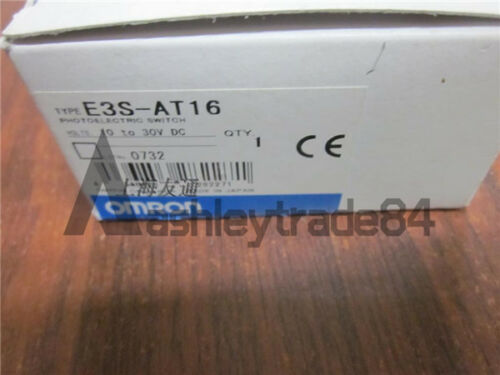 TYPE E3S-AT16
PHOTOELECTRIC SWITCH
VOLTS 10 to 30V DC QTY 1
0732
CE
上海友通
OMRON
ashleytrade84